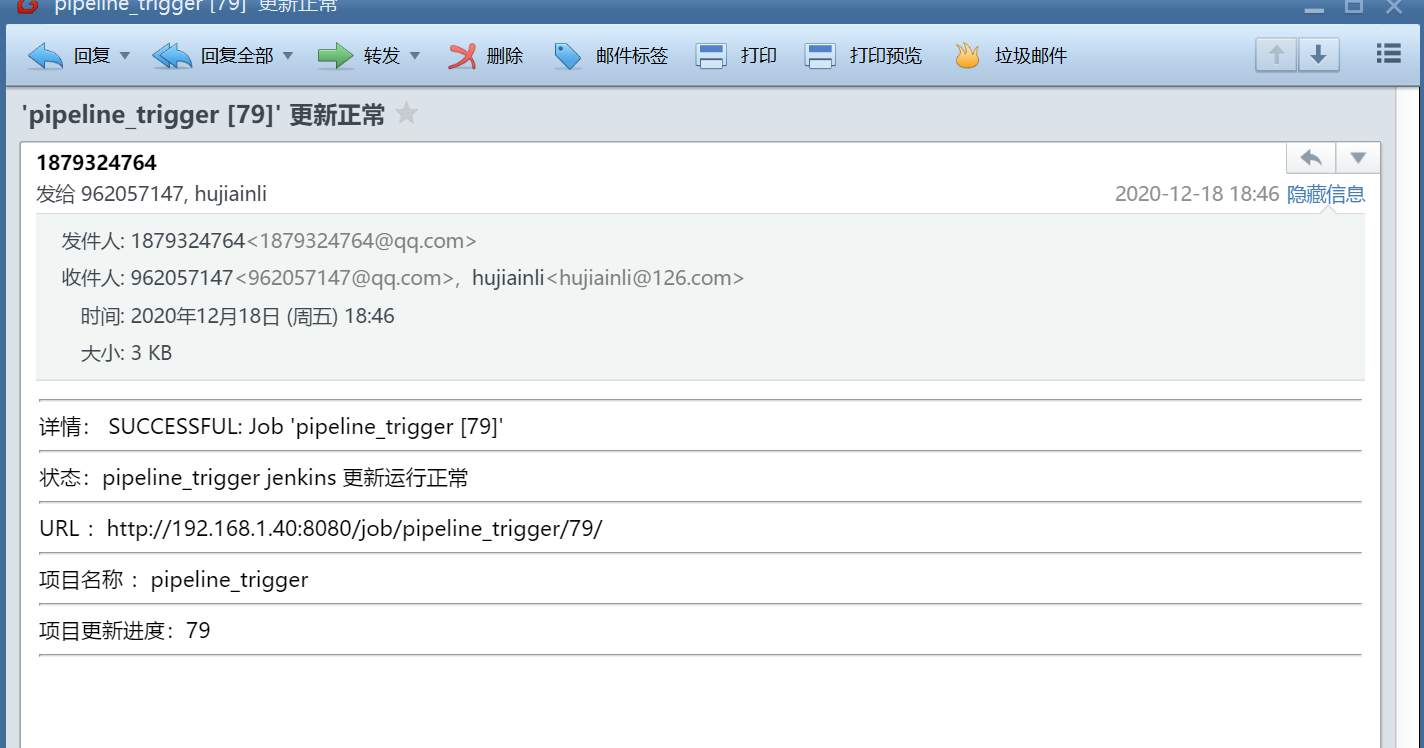 pipeline_trigger [79]' 更新正常
回复 回复全部 转发 删除 邮件标签 打印 打印预览 垃圾邮件
'pipeline_trigger [79]' 更新正常
1879324764
发给 962057147, hujiainli
2020-12-18 18:46 隐藏信息
发件人: 1879324764<1879324764@qq.com>
收件人: 962057147<962057147@qq.com>, hujiainli<hujiainli@126.com>
时间: 2020年12月18日 (周五) 18:46
大小: 3 KB
详情： SUCCESSFUL: Job 'pipeline_trigger [79]'
状态：pipeline_trigger jenkins 更新运行正常
URL ：http://192.168.1.40:8080/job/pipeline_trigger/79/
项目名称 ：pipeline_trigger
项目更新进度：79